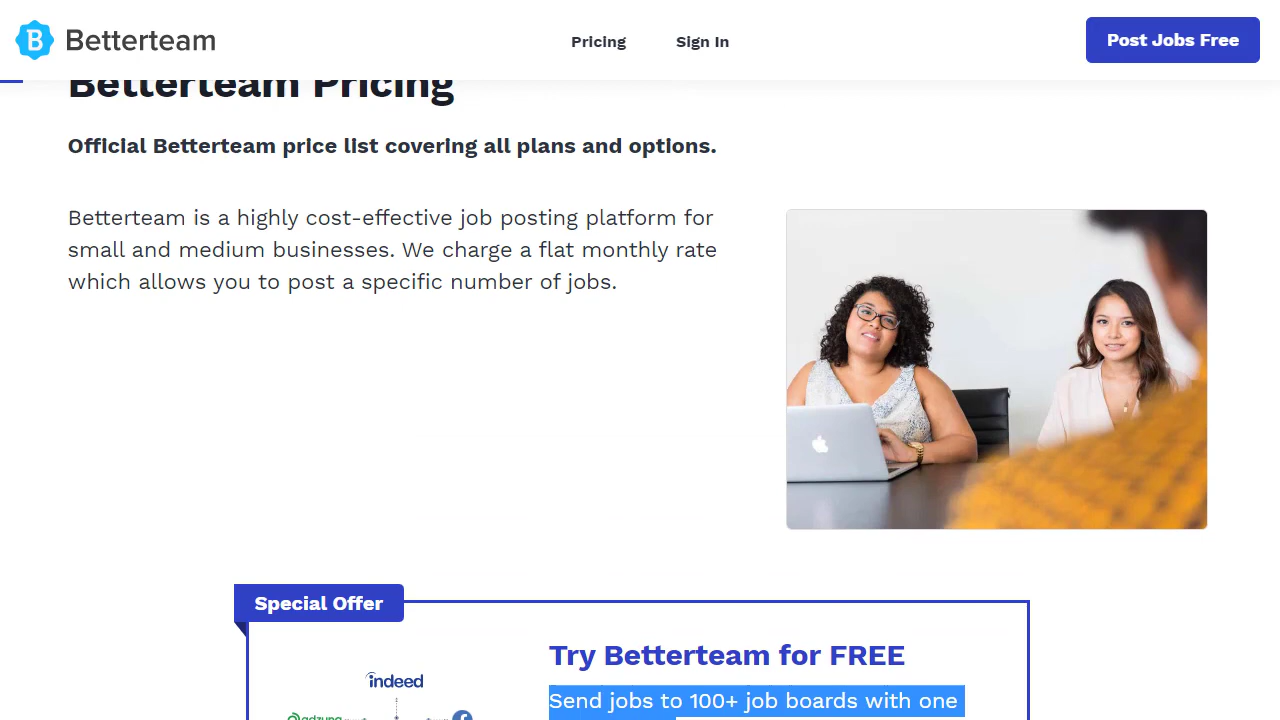 Betterteam
Pricing
Sign In
Post Jobs Free
Betterteam Pricing
Official Betterteam price list covering all plans and options.
Betterteam is a highly cost-effective job posting platform for
small and medium businesses. We charge a flat monthly rate
which allows you to post a specific number of jobs.
Special Offer
Try Betterteam for FREE
indeed
Send jobs to 100+ job boards with one
adzuna